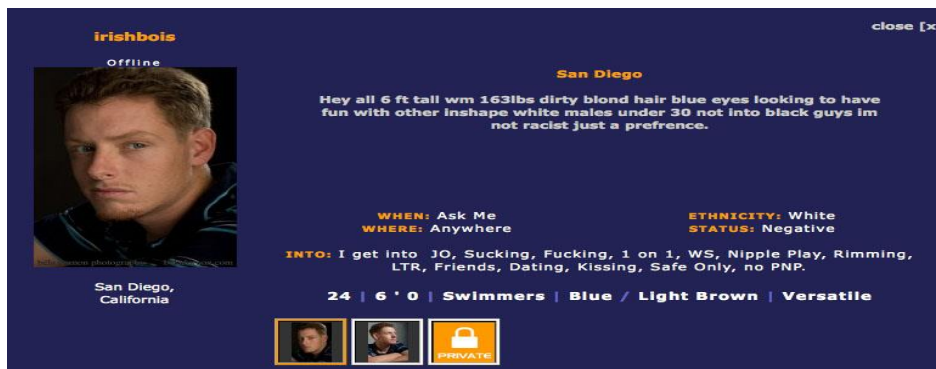 close [x
irishbois
Offline
San Diego
Hey all 6 ft tall wm 163lbs dirty blond hair blue eyes looking to have
fun with other inshape white males under 30 not into black guys im
not racist just a prefrence.
WHEN: Ask Me
WHERE: Anywhere
ETHNICITY: White
STATUS: Negative
INTO: I get into JO, Sucking, Fucking, 1 on 1, WS, Nipple Play, Rimming,
LTR, Friends, Dating, Kissing, Safe Only, no PNP.
San Diego,
California
24 | 6 ' 0 | Swimmers | Blue / Light Brown | Versatile
PRIVATE